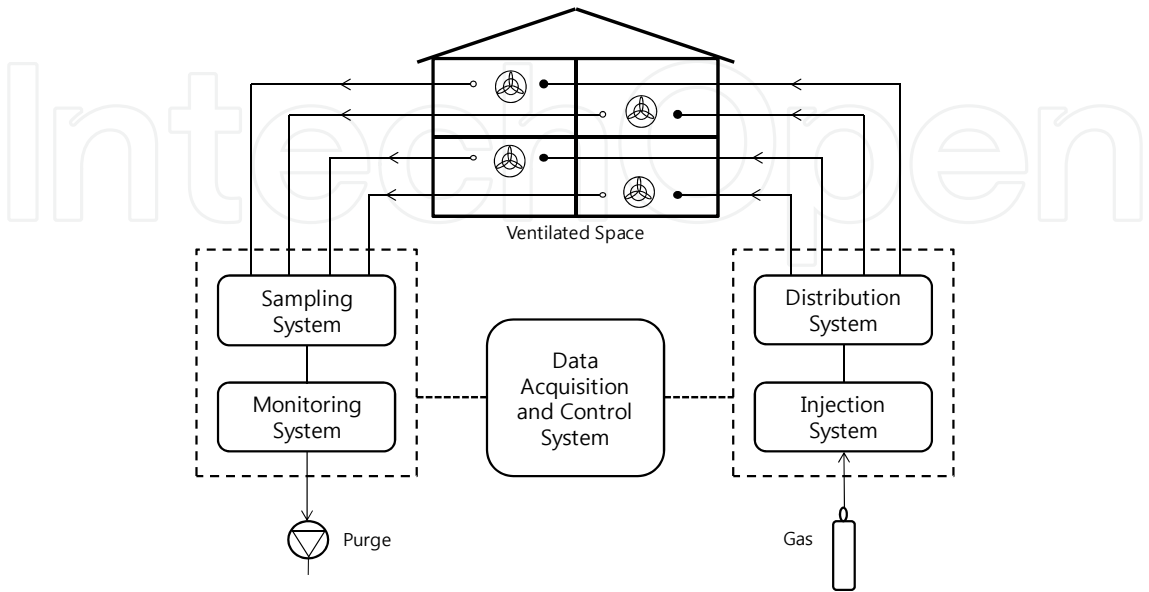 IntechOpen
Ventilated Space
Sampling
System
Distribution
System
Data
Acquisition
and Control
System
Monitoring
System
Injection
System
Purge
Gas